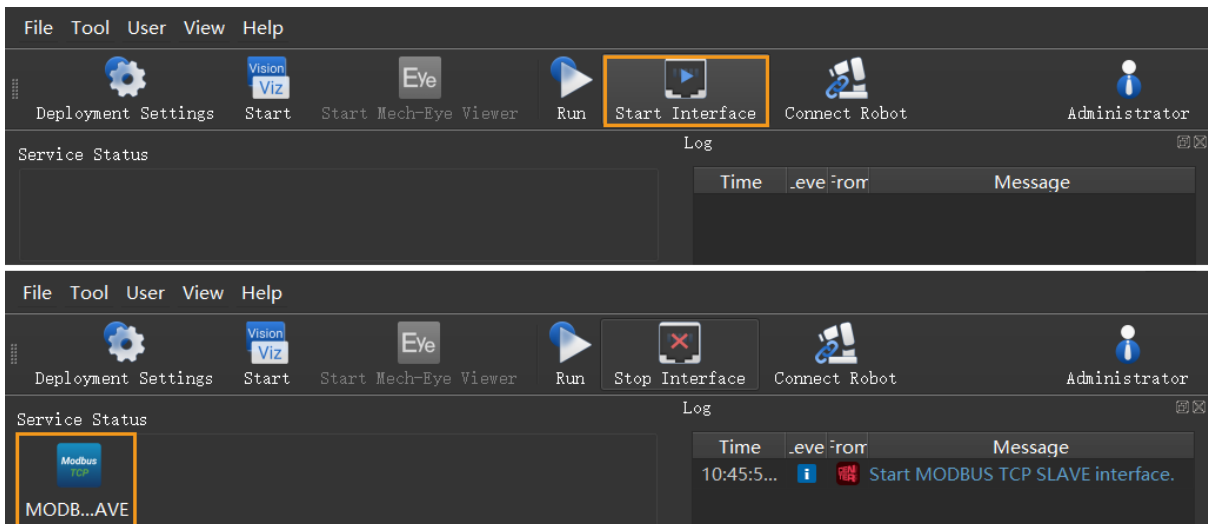 File Tool User View Help
Vision
Viz
Eye
Deployment Settings Start Start Mech-Eye Viewer Run Start Interface Connect Robot Administrator
Service Status
Log
Time Message
File Tool User View Help
Vision
Viz
Eye
Deployment Settings Start Start Mech-Eye Viewer Run Stop Interface Connect Robot Administrator
Service Status
Log
Modbus
TCP
MODB...AVE
Time Message
10:45:5... i Start MODBUS TCP SLAVE interface.